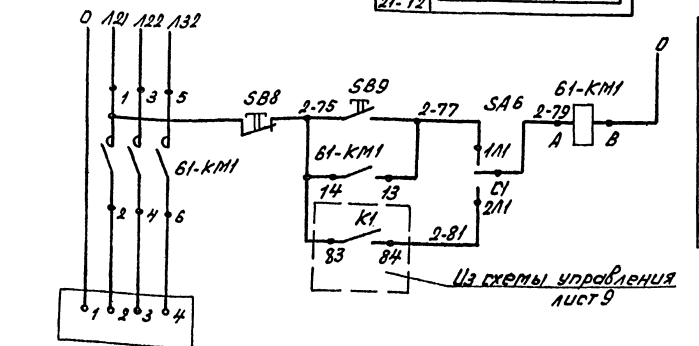 21-12
0 Л21 Л22 Л32
0
1 3 5
SB8
2-75
SB9
2-77
SA6
61-КМ1
2-79
A
B
61-КМ1
61-КМ1
14 13
1Л1
С1
2Л1
2 4 6
К1
83 84
2-81
Из схемы управления
лист 9
1 2 3 4